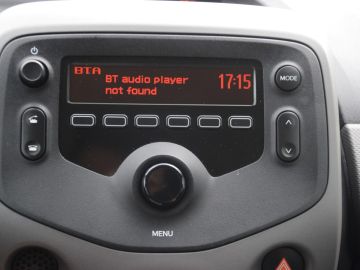 BTA
BT audio player 17:15
not found
MODE
MENU